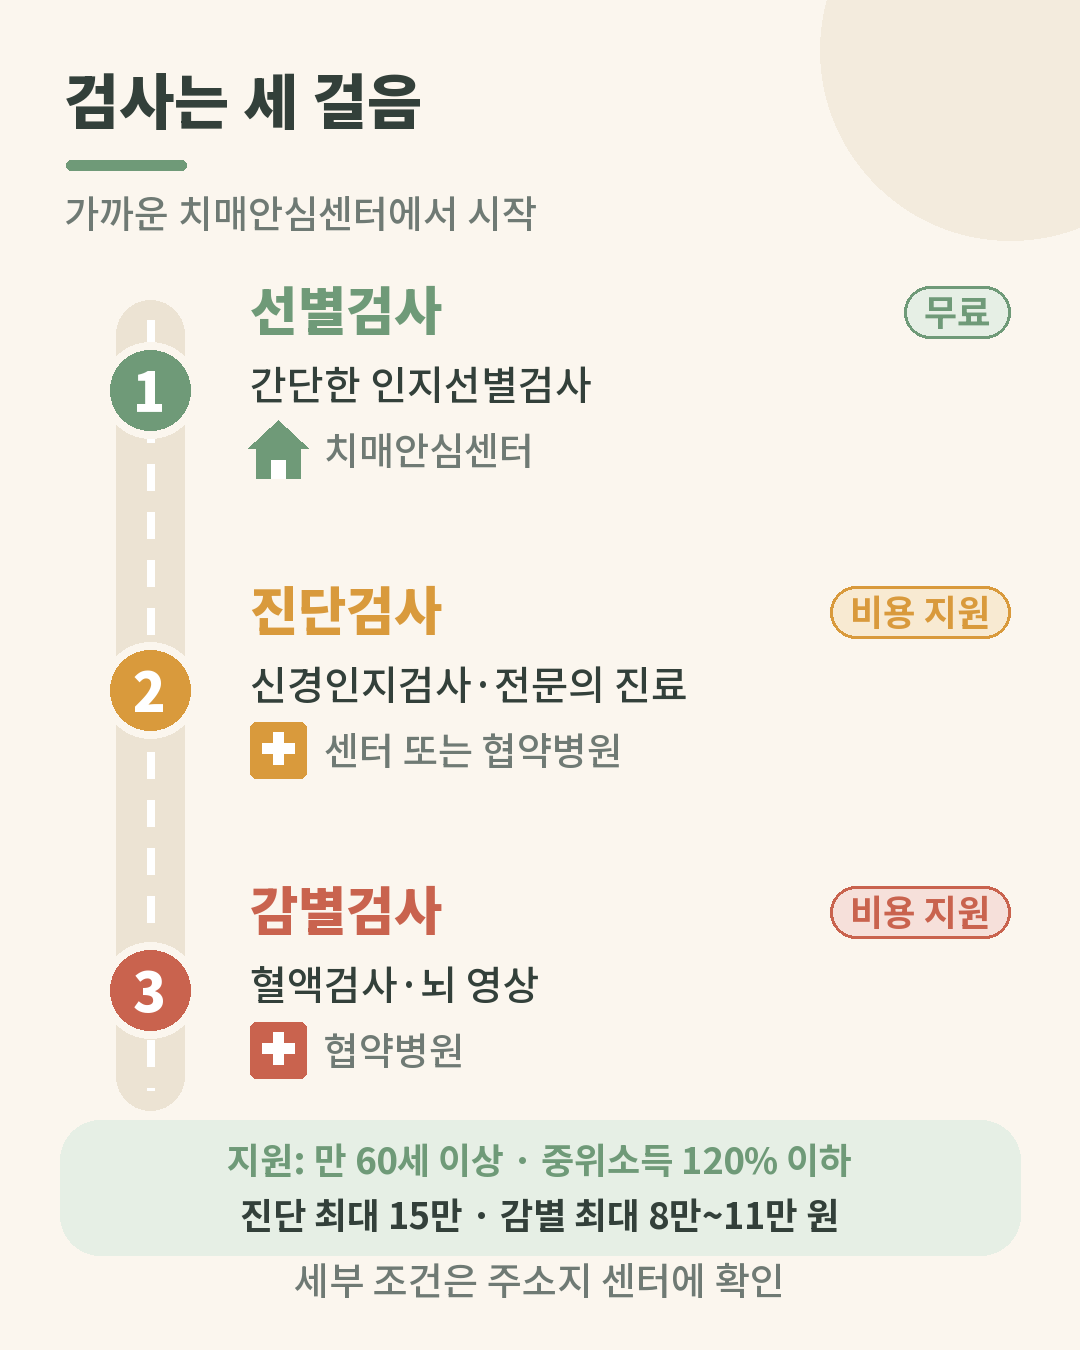 검사는 세 걸음
가까운 치매안심센터에서 시작
선별검사
무료
1
간단한 인지선별검사
치매안심센터
진단검사
비용 지원
2
신경인지검사·전문의 진료
센터 또는 협약병원
감별검사
비용 지원
3
혈액검사·뇌 영상
협약병원
지원: 만 60세 이상 · 중위소득 120% 이하
진단 최대 15만 · 감별 최대 8만~11만 원
세부 조건은 주소지 센터에 확인